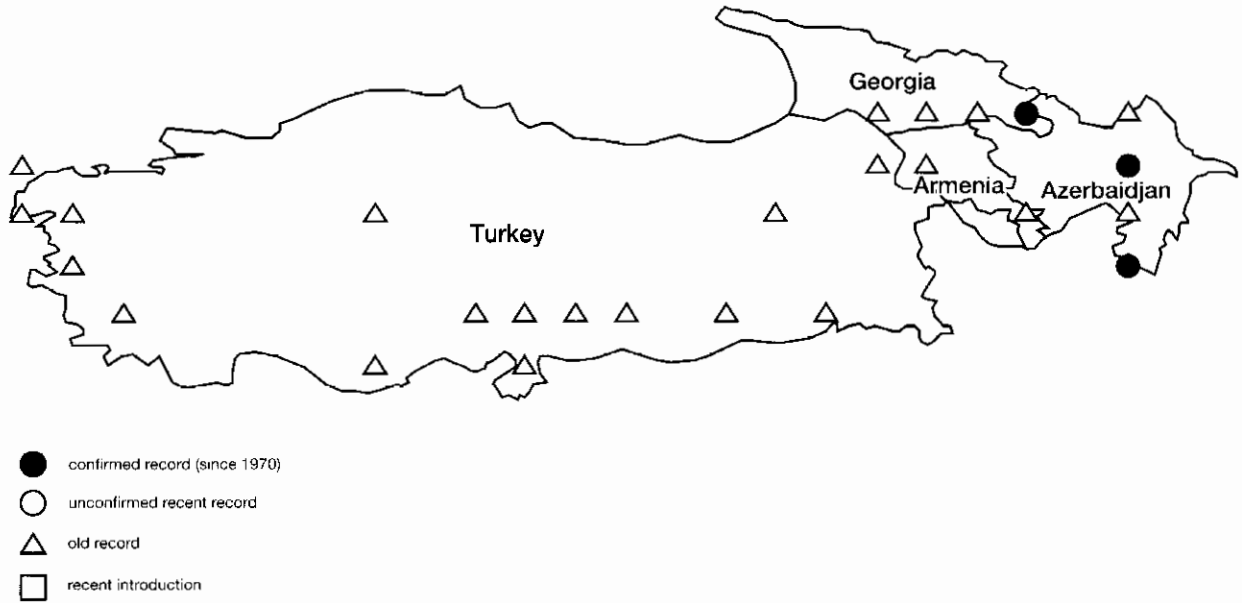 Georgia
Armenia
Azerbaidjan
Turkey
confirmed record (since 1970)
unconfirmed recent record
old record
recent introduction